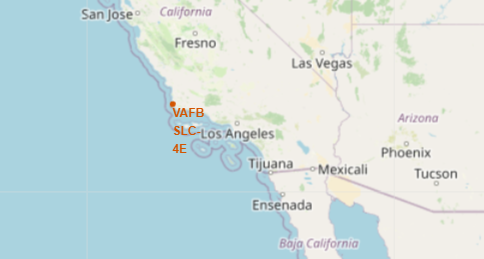 San Jose
California
Fresno
Las Vegas
VAFB
SLC-
4E
Los Angeles
Arizona
Phoenix
Tijuana
Mexicali
Tucson
Ensenada
Baja California